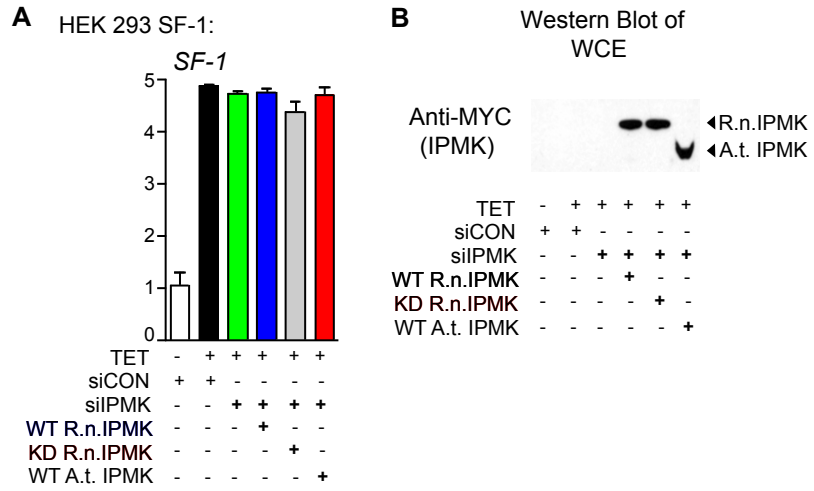 A
HEK 293 SF-1:
SF-1
5
4
3
2
1
0
TET - + + + + +
siCON + + - - - -
siIPMK - - + + + +
WT R.n.IPMK - - - + - -
KD R.n.IPMK - - - - + -
WT A.t. IPMK - - - - - +
B
Western Blot of
WCE
Anti-MYC
(IPMK)
R.n.IPMK
A.t. IPMK
TET - + + + + +
siCON + + - - - -
siIPMK - - + + + +
WT R.n.IPMK - - - + - -
KD R.n.IPMK - - - - + -
WT A.t. IPMK - - - - - +